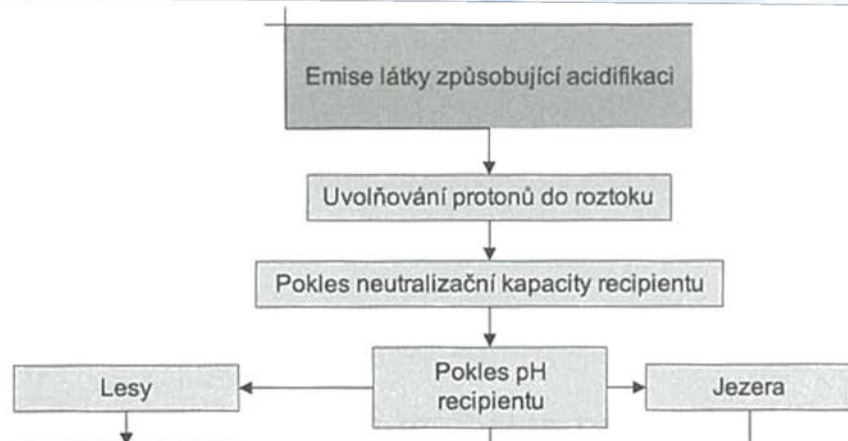 Emise látky způsobující acidifikaci
Uvolňování protonů do roztoku
Pokles neutralizační kapacity recipientu
Lesy
Pokles pH
recipientu
Jezera